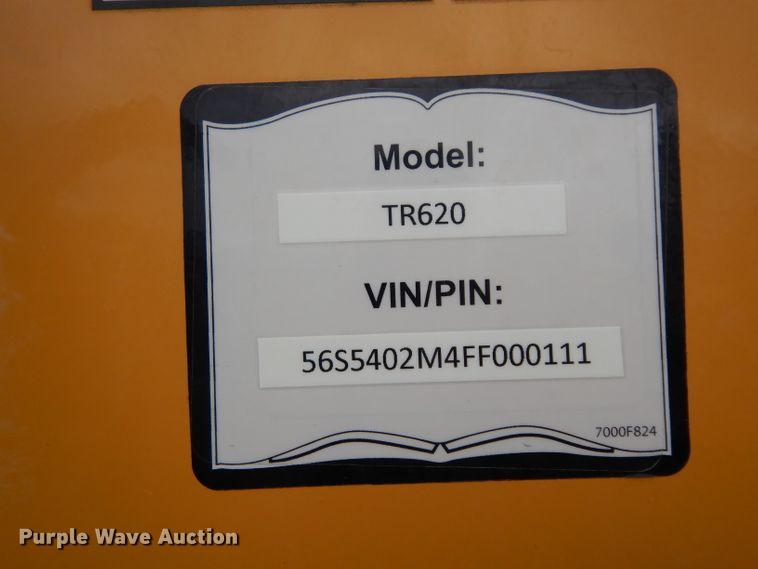 Model:
TR620
VIN/PIN:
56S5402M4FF000111
7000F824
Purple Wave Auction